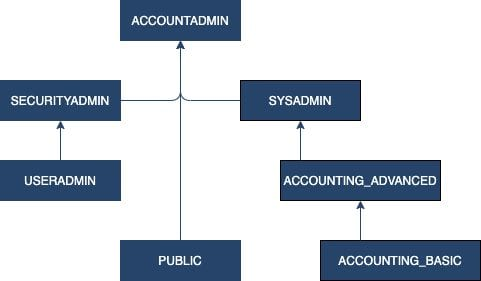 ACCOUNTADMIN
SECURITYADMIN
SYSADMIN
USERADMIN
ACCOUNTING_ADVANCED
PUBLIC
ACCOUNTING_BASIC